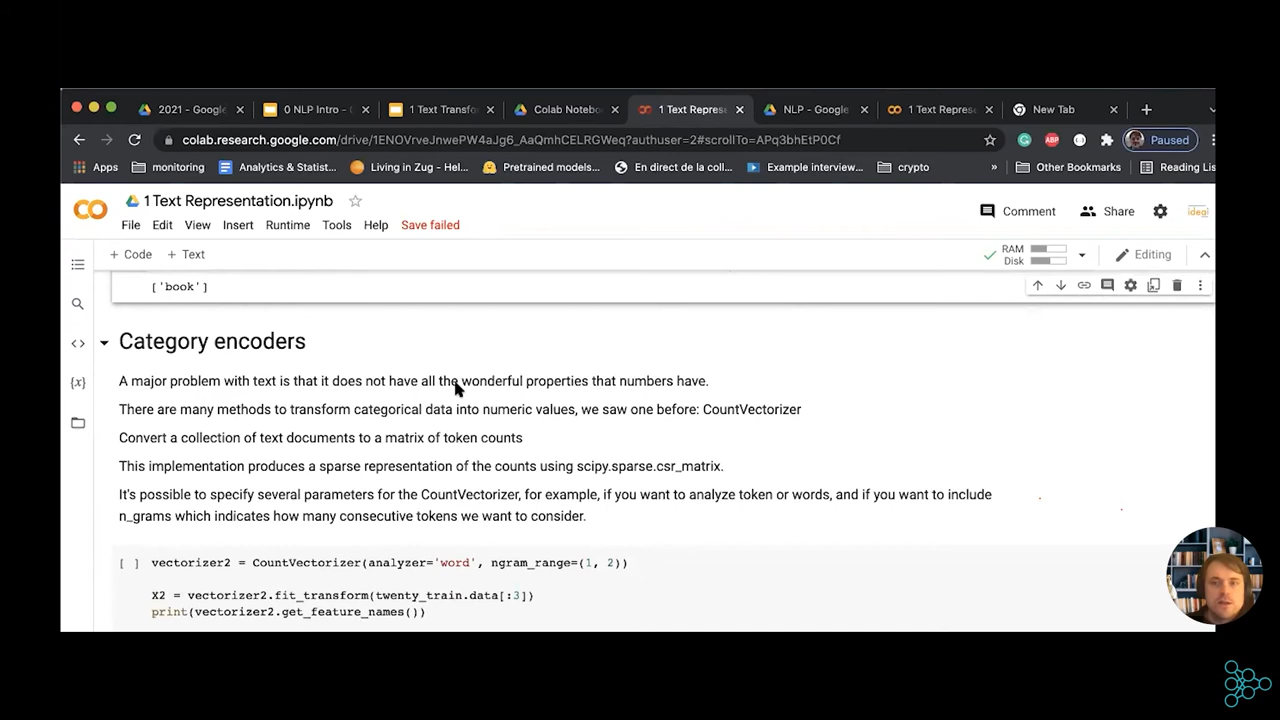 2021 - Google
0 NLP Intro -
1 Text Transfo
Colab Notebo
1 Text Repres
NLP - Google
1 Text Repres
New Tab
colab.research.google.com/drive/1ENOVrveJnwePW4aJg6_AaQmhCELRGWeq?authuser=2#scrollTo=APq3bhEtP0Cf
ABP
Paused
Apps
monitoring
Analytics & Statist...
Living in Zug - Hel...
Pretrained models...
En direct de la coll...
Example interview...
crypto
»
Other Bookmarks
Reading List
CO
1 Text Representation.ipynb
Comment
Share
File Edit View Insert Runtime Tools Help Save failed
+ Code + Text
RAM
Disk
Editing
['book']
Category encoders
A major problem with text is that it does not have all the wonderful properties that numbers have.
There are many methods to transform categorical data into numeric values, we saw one before: CountVectorizer
Convert a collection of text documents to a matrix of token counts
This implementation produces a sparse representation of the counts using scipy.sparse.csr_matrix.
It's possible to specify several parameters for the CountVectorizer, for example, if you want to analyze token or words, and if you want to include
n_grams which indicates how many consecutive tokens we want to consider.
[ ] vectorizer2 = CountVectorizer(analyzer='word', ngram_range=(1, 2))
X2 = vectorizer2.fit_transform(twenty_train.data[:3])
print(vectorizer2.get_feature_names())